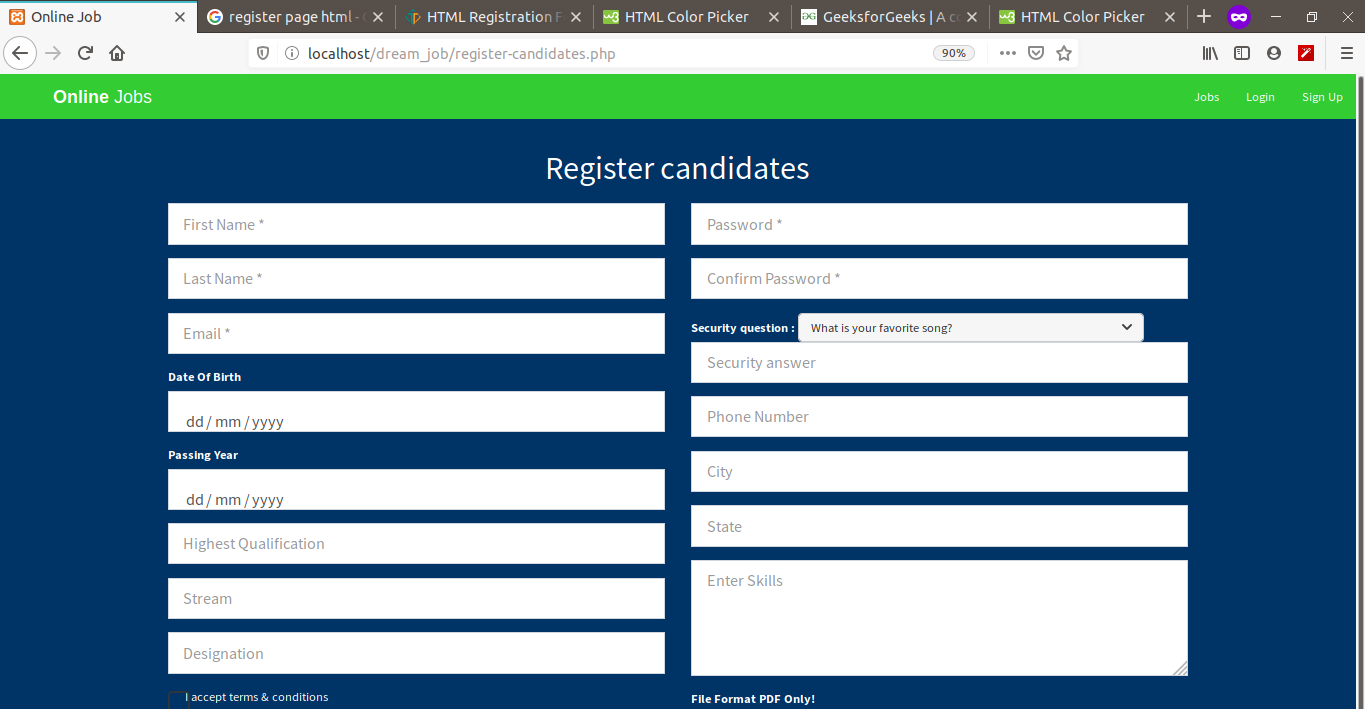 Online Job
register page html - 
HTML Registration F
HTML Color Picker
GeeksforGeeks | A c
HTML Color Picker
localhost/dream_job/register-candidates.php
90%
Online Jobs
Jobs
Login
Sign Up
Register candidates
First Name *
Last Name *
Email *
Date Of Birth
dd / mm / yyyy
Passing Year
dd / mm / yyyy
Highest Qualification
Stream
Designation
I accept terms & conditions
Password *
Confirm Password *
Security question : What is your favorite song?
Security answer
Phone Number
City
State
Enter Skills
File Format PDF Only!